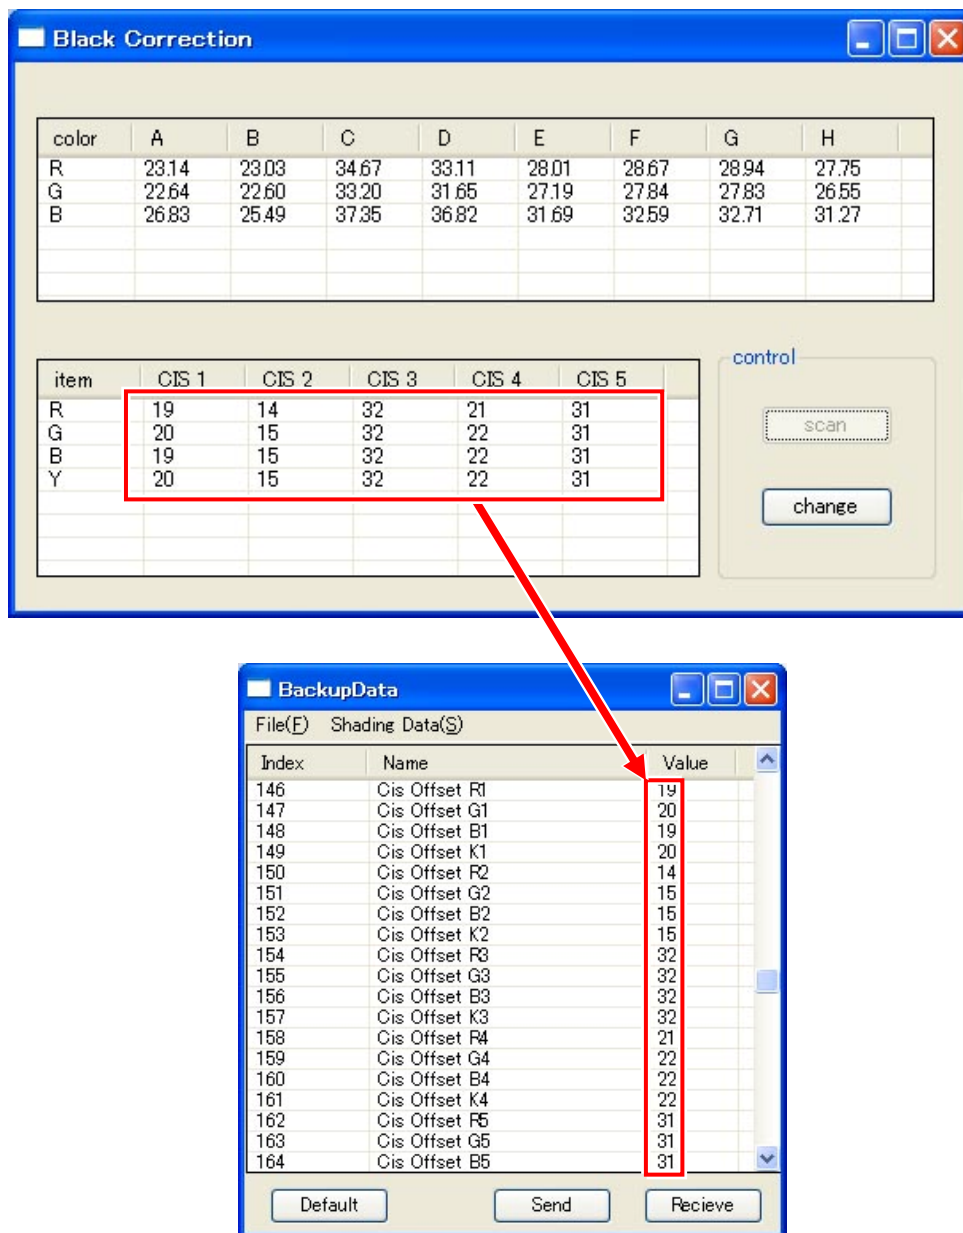 Black Correction
color A B C D E F G H
R 23.14 23.03 34.67 33.11 28.01 28.67 28.94 27.75
G 22.64 22.60 33.20 31.65 27.19 27.84 27.83 26.55
B 26.83 25.49 37.35 36.82 31.69 32.59 32.71 31.27
item CIS 1 CIS 2 CIS 3 CIS 4 CIS 5
R 19 14 32 21 31
G 20 15 32 22 31
B 19 15 32 22 31
Y 20 15 32 22 31
control
scan
change
BackupData
File(F) Shading Data(S)
Index Name Value
146 Cis Offset R1 19
147 Cis Offset G1 20
148 Cis Offset B1 19
149 Cis Offset K1 20
150 Cis Offset R2 14
151 Cis Offset G2 15
152 Cis Offset B2 15
153 Cis Offset K2 15
154 Cis Offset R3 32
155 Cis Offset G3 32
156 Cis Offset B3 32
157 Cis Offset K3 32
158 Cis Offset R4 21
159 Cis Offset G4 22
160 Cis Offset B4 22
161 Cis Offset K4 22
162 Cis Offset R5 31
163 Cis Offset G5 31
164 Cis Offset B5 31
Default Send Recieve